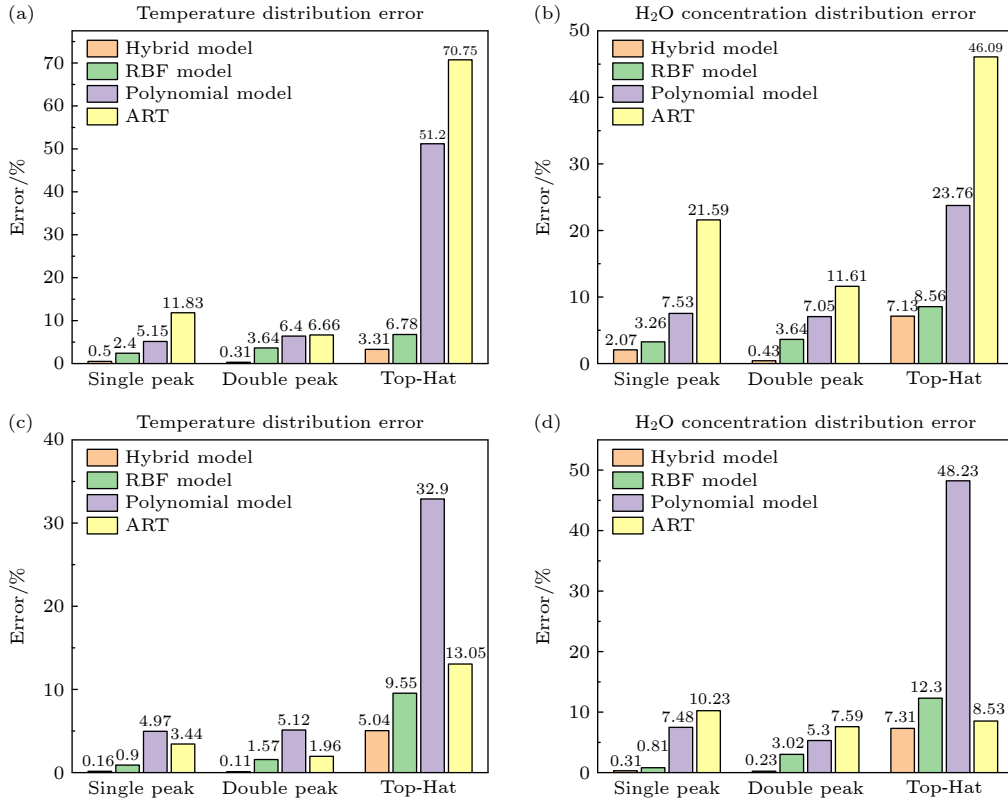 (a) Temperature distribution error
Hybrid model
RBF model
Polynomial model
ART
Error/%
70
60
50
40
30
20
10
0
0.5 2.4 5.15 11.83
0.31 3.64 6.4 6.66
3.31 6.78 51.2 70.75
Single peak Double peak Top-Hat
(b) H₂O concentration distribution error
Hybrid model
RBF model
Polynomial model
ART
Error/%
50
40
30
20
10
0
2.07 3.26 7.53 21.59
0.43 3.64 7.05 11.61
7.13 8.56 23.76 46.09
Single peak Double peak Top-Hat
(c) Temperature distribution error
Hybrid model
RBF model
Polynomial model
ART
Error/%
40
30
20
10
0
0.16 0.9 4.97 3.44
0.11 1.57 5.12 1.96
5.04 9.55 32.9 13.05
Single peak Double peak Top-Hat
(d) H₂O concentration distribution error
Hybrid model
RBF model
Polynomial model
ART
Error/%
50
40
30
20
10
0
0.31 0.81 7.48 10.23
0.23 3.02 5.3 7.59
7.31 12.3 48.23 8.53
Single peak Double peak Top-Hat